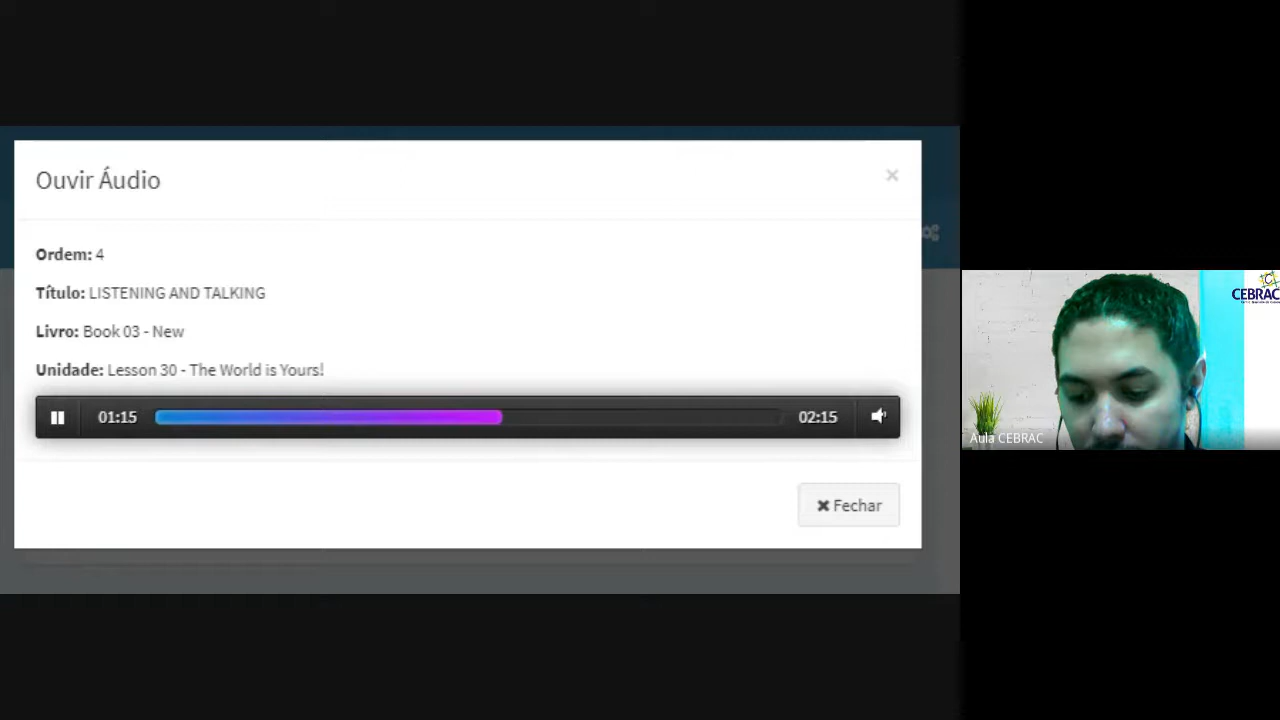 Ouvir Áudio
×
Ordem: 4
Título: LISTENING AND TALKING
Livro: Book 03 - New
Unidade: Lesson 30 - The World is Yours!
01:15
02:15
Fechar
CEBRAC
Aula CEBRAC